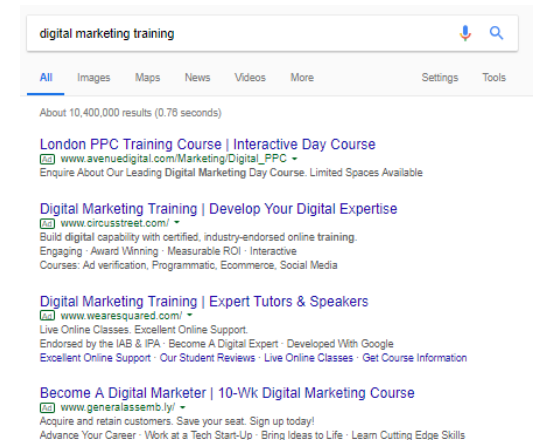 digital marketing training
All Images Maps News Videos More Settings Tools
About 10,400,000 results (0.76 seconds)
London PPC Training Course | Interactive Day Course
Ad www.avenuedigital.com/Marketing/Digital_PPC
Enquire About Our Leading Digital Marketing Day Course. Limited Spaces Available
Digital Marketing Training | Develop Your Digital Expertise
Ad www.circusstreet.com/
Build digital capability with certified, industry-endorsed online training.
Engaging · Award Winning · Measurable ROI · Interactive
Courses: Ad verification, Programmatic, Ecommerce, Social Media
Digital Marketing Training | Expert Tutors & Speakers
Ad www.wearesquared.com/
Live Online Classes. Excellent Online Support.
Endorsed by the IAB & IPA · Become A Digital Expert · Developed With Google
Excellent Online Support · Our Student Reviews · Live Online Classes · Get Course Information
Become A Digital Marketer | 10-Wk Digital Marketing Course
Ad www.generalassemb.ly/
Acquire and retain customers. Save your seat. Sign up today!
Advance Your Career · Work at a Tech Start-Up · Bring Ideas to Life · Learn Cutting Edge Skills